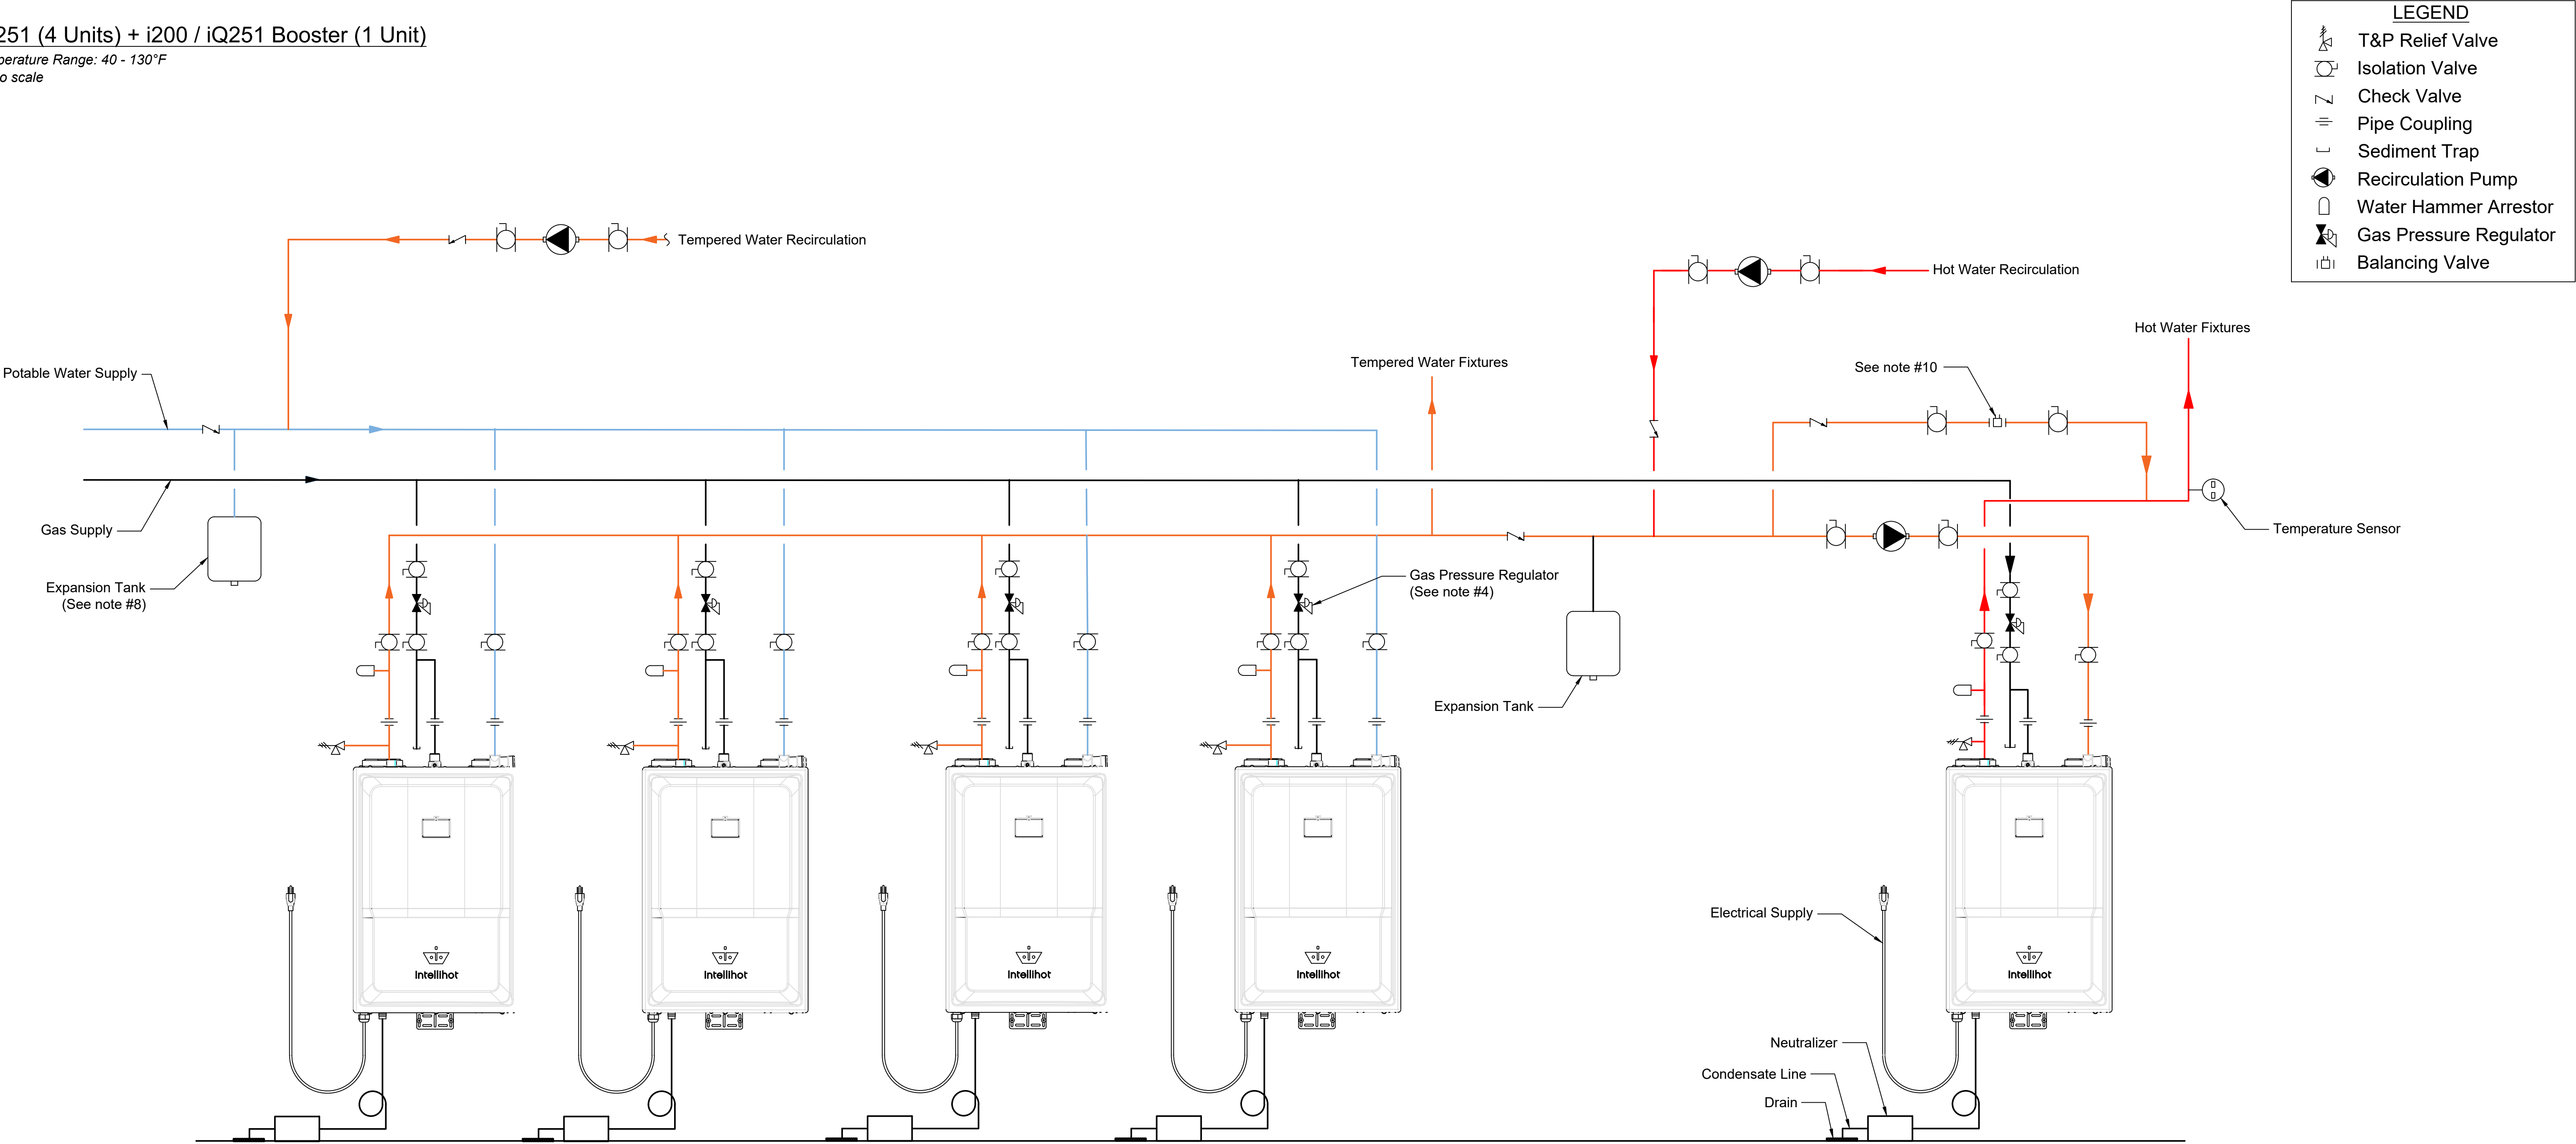 251 (4 Units) + i200 / iQ251 Booster (1 Unit)
perature Range: 40 - 130°F
o scale
LEGEND
T&P Relief Valve
Isolation Valve
Check Valve
Pipe Coupling
Sediment Trap
Recirculation Pump
Water Hammer Arrestor
Gas Pressure Regulator
Balancing Valve
Tempered Water Recirculation
Hot Water Recirculation
Hot Water Fixtures
Tempered Water Fixtures
See note #10
Potable Water Supply
Gas Supply
Temperature Sensor
Expansion Tank
(See note #8)
Gas Pressure Regulator
(See note #4)
Expansion Tank
Electrical Supply
Intellihot
Intellihot
Intellihot
Intellihot
Intellihot
Neutralizer
Condensate Line
Drain